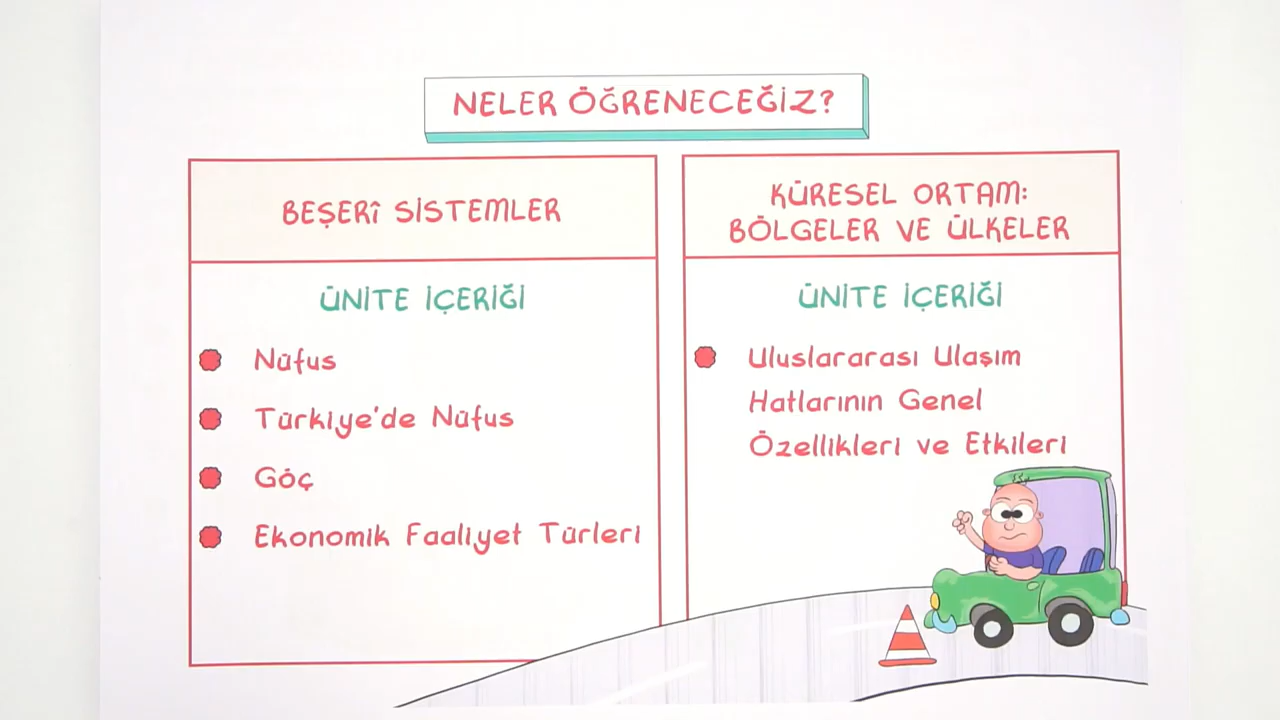 NELER ÖĞRENECEĞİZ?
BEŞERÎ SİSTEMLER
ÜNİTE İÇERİĞİ
Nüfus
Türkiye'de Nüfus
Göç
Ekonomik Faaliyet Türleri
KÜRESEL ORTAM:
BÖLGELER VE ÜLKELER
ÜNİTE İÇERİĞİ
Uluslararası Ulaşım
Hatlarının Genel
Özellikleri ve Etkileri